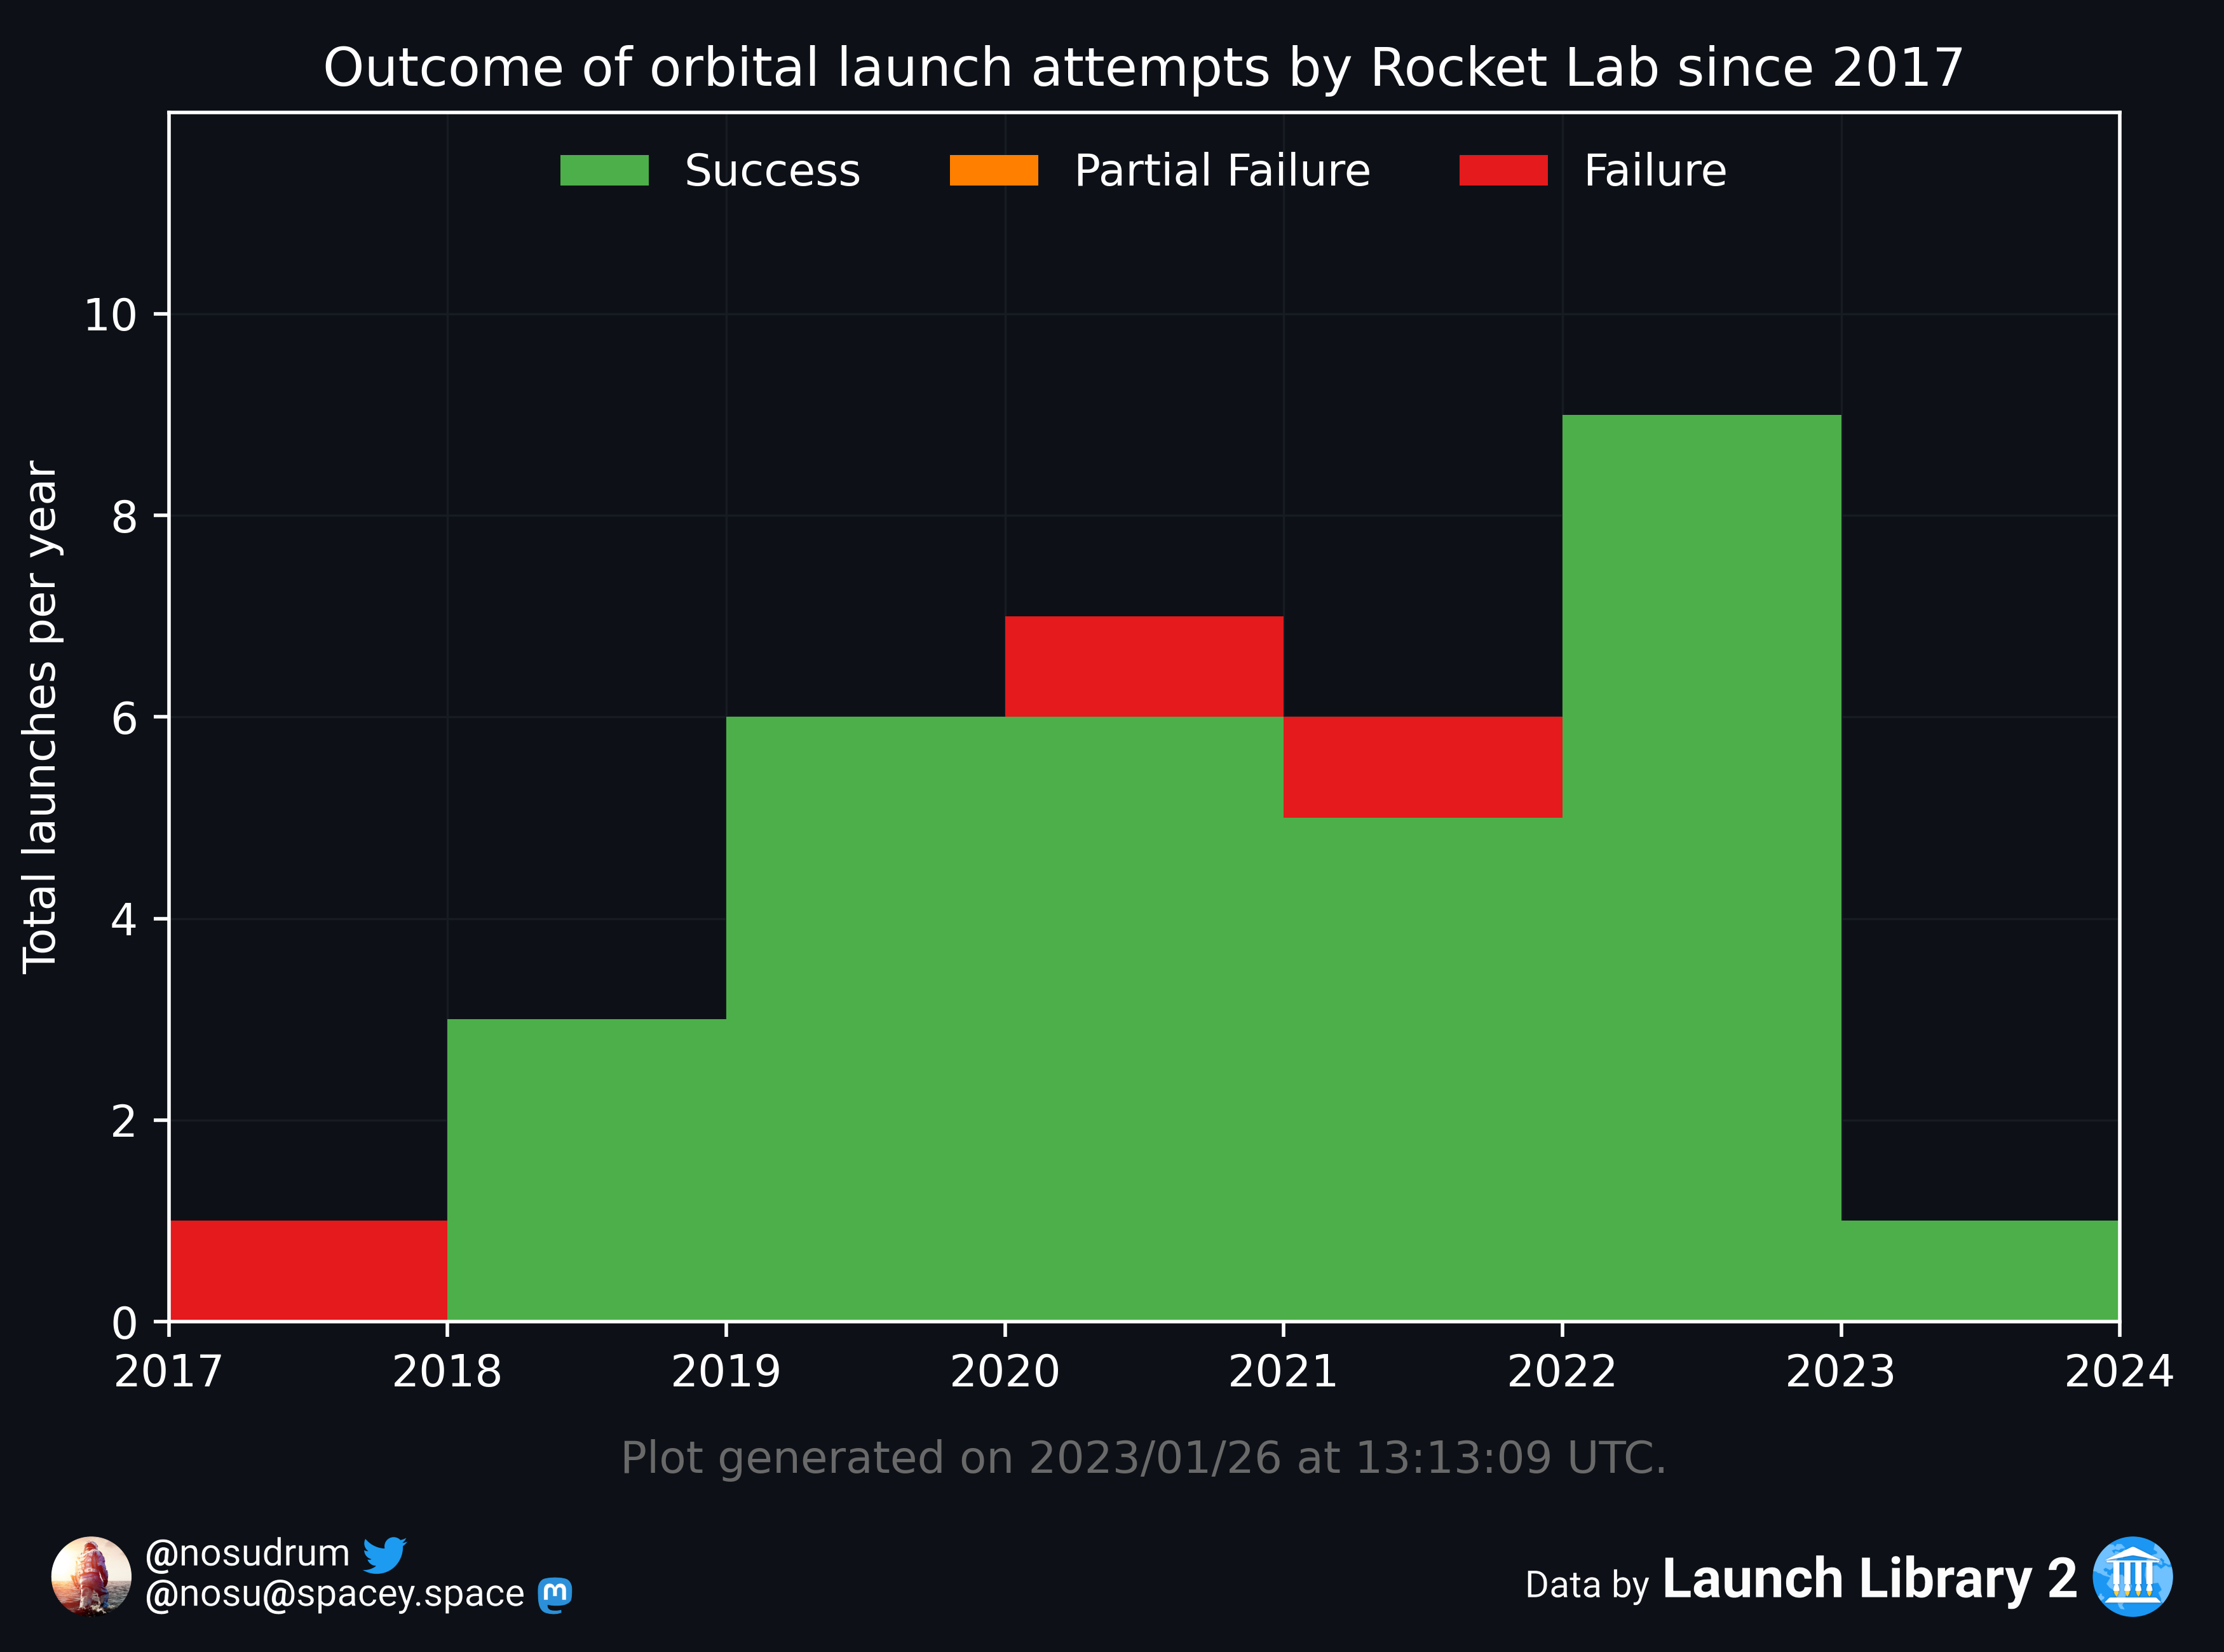 Outcome of orbital launch attempts by Rocket Lab since 2017
Success Partial Failure Failure
Total launches per year
10
8
6
4
2
0
2017 2018 2019 2020 2021 2022 2023 2024
Plot generated on 2023/01/26 at 13:13:09 UTC.
@nosudrum
@nosu@spacey.space
Data by Launch Library 2